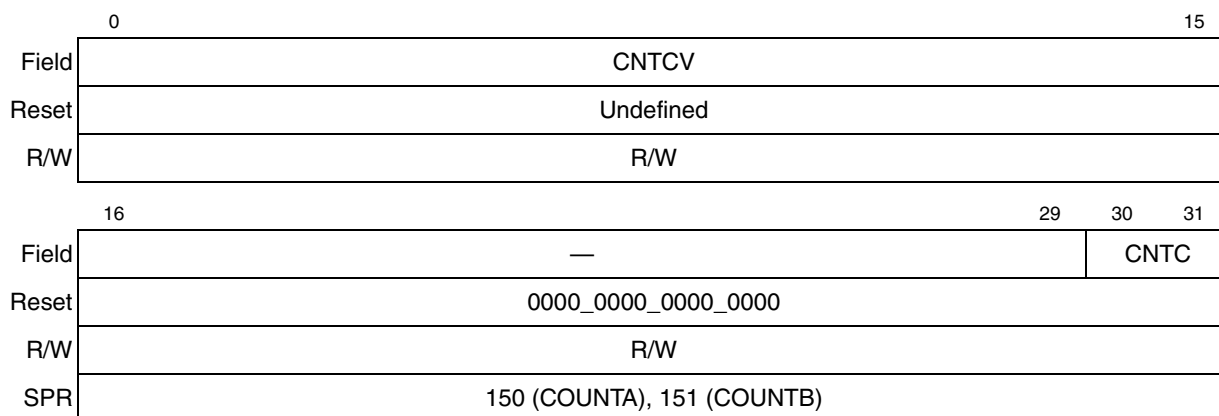 0 15
Field CNTCV
Reset Undefined
R/W R/W
16 29 30 31
Field — CNTC
Reset 0000_0000_0000_0000
R/W R/W
SPR 150 (COUNTA), 151 (COUNTB)